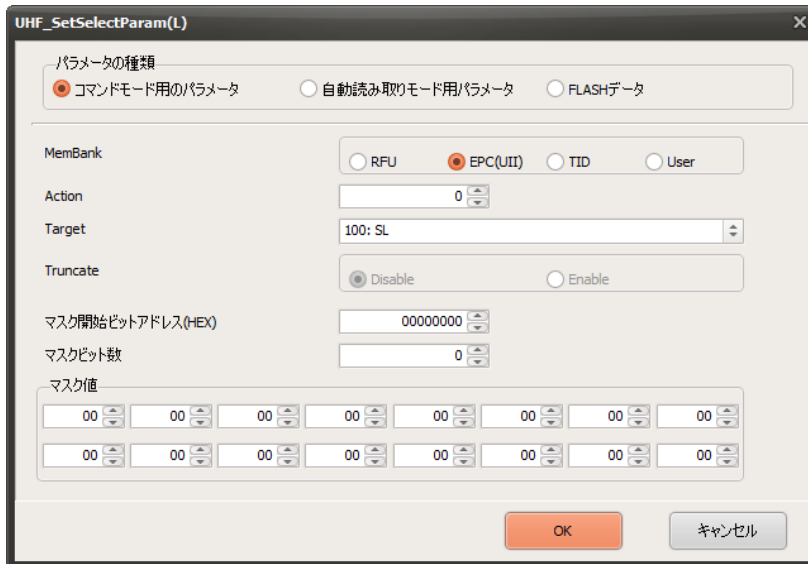 UHF_SetSelectParam(L)
パラメータの種類
コマンドモード用のパラメータ 自動読み取りモード用パラメータ FLASHデータ
MemBank RFU EPC(UII) TID User
Action 0
Target 100: SL
Truncate Disable Enable
マスク開始ビットアドレス(HEX) 00000000
マスクビット数 0
マスク値
00 00 00 00 00 00 00 00
00 00 00 00 00 00 00 00
OK キャンセル